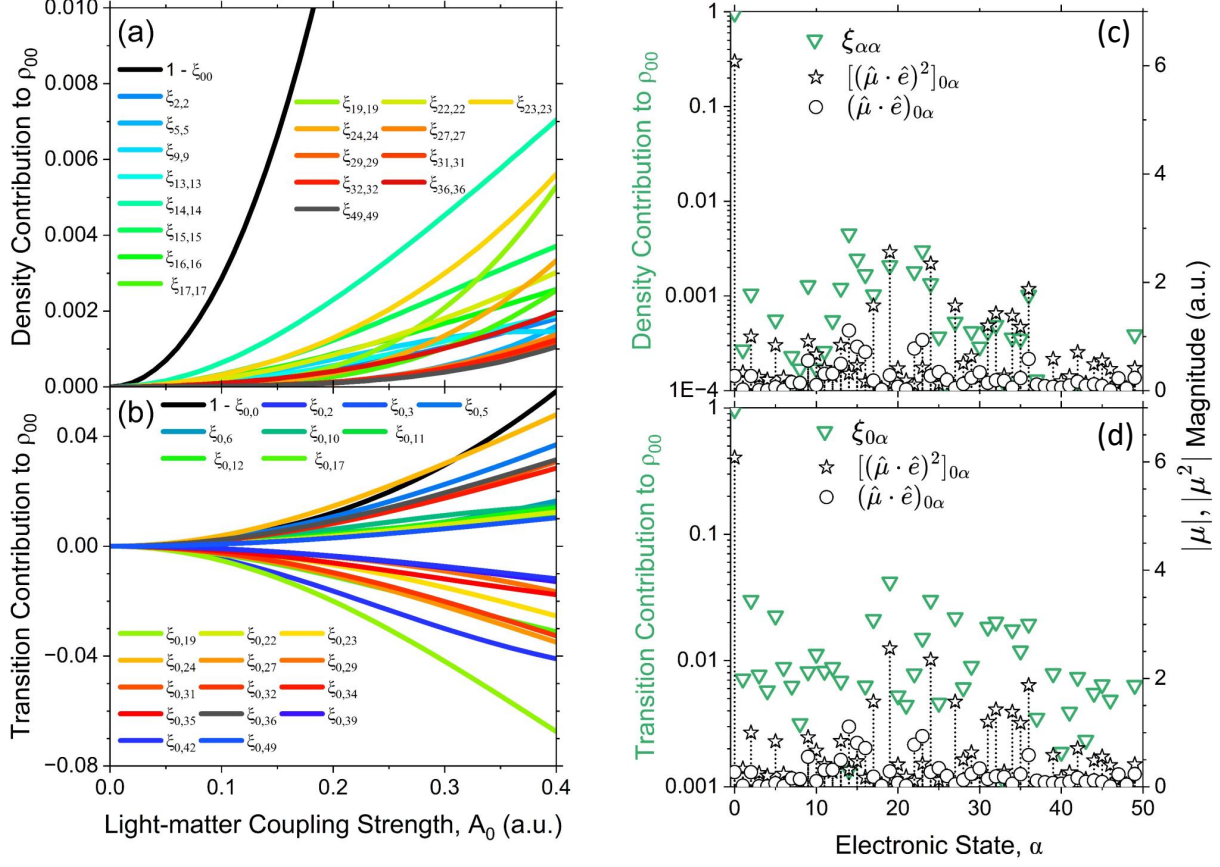 (a)
Density Contribution to ρ₀₀
0.010
0.008
0.006
0.004
0.002
0.000
1 - ξ₀₀
ξ₂,₂
ξ₅,₅
ξ₉,₉
ξ₁₃,₁₃
ξ₁₄,₁₄
ξ₁₅,₁₅
ξ₁₆,₁₆
ξ₁₇,₁₇
ξ₁₉,₁₉ ξ₂₂,₂₂ ξ₂₃,₂₃
ξ₂₄,₂₄ ξ₂₇,₂₇
ξ₂₉,₂₉ ξ₃₁,₃₁
ξ₃₂,₃₂ ξ₃₆,₃₆
ξ₄₉,₄₉
(b)
Transition Contribution to ρ₀₀
0.04
0.00
−0.04
−0.08
1 - ξ₀,₀ ξ₀,₂ ξ₀,₃ ξ₀,₅
ξ₀,₆ ξ₀,₁₀ ξ₀,₁₁
ξ₀,₁₂ ξ₀,₁₇
ξ₀,₁₉ ξ₀,₂₂ ξ₀,₂₃
ξ₀,₂₄ ξ₀,₂₇ ξ₀,₂₉
ξ₀,₃₁ ξ₀,₃₂ ξ₀,₃₄
ξ₀,₃₅ ξ₀,₃₆ ξ₀,₃₉
ξ₀,₄₂ ξ₀,₄₉
0.0 0.1 0.2 0.3 0.4
Light-matter Coupling Strength, A₀ (a.u.)
(c)
Density Contribution to ρ₀₀
1
0.1
0.01
0.001
1E−4
ξαα
[(μ̂ · ê)²]₀α
(μ̂ · ê)₀α
6
4
2
0
(d)
Transition Contribution to ρ₀₀
1
0.1
0.01
0.001
ξ₀α
[(μ̂ · ê)²]₀α
(μ̂ · ê)₀α
6
4
2
0
|μ|, |μ²| Magnitude (a.u.)
0 10 20 30 40 50
Electronic State, α